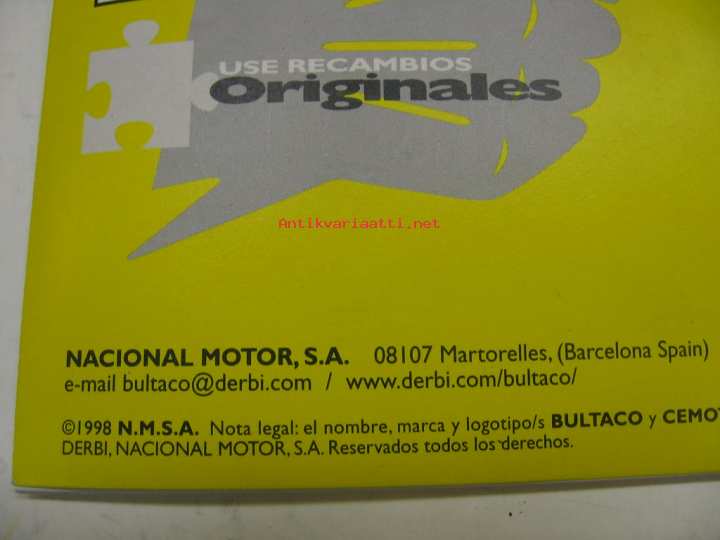 USE RECAMBIOS
Originales
Antikvariaatti.net
NACIONAL MOTOR, S.A. 08107 Martorelles, (Barcelona Spain)
e-mail bultaco@derbi.com / www.derbi.com/bultaco/
©1998 N.M.S.A. Nota legal: el nombre, marca y logotipo/s BULTACO y CEMOT
DERBI, NACIONAL MOTOR, S.A. Reservados todos los derechos.